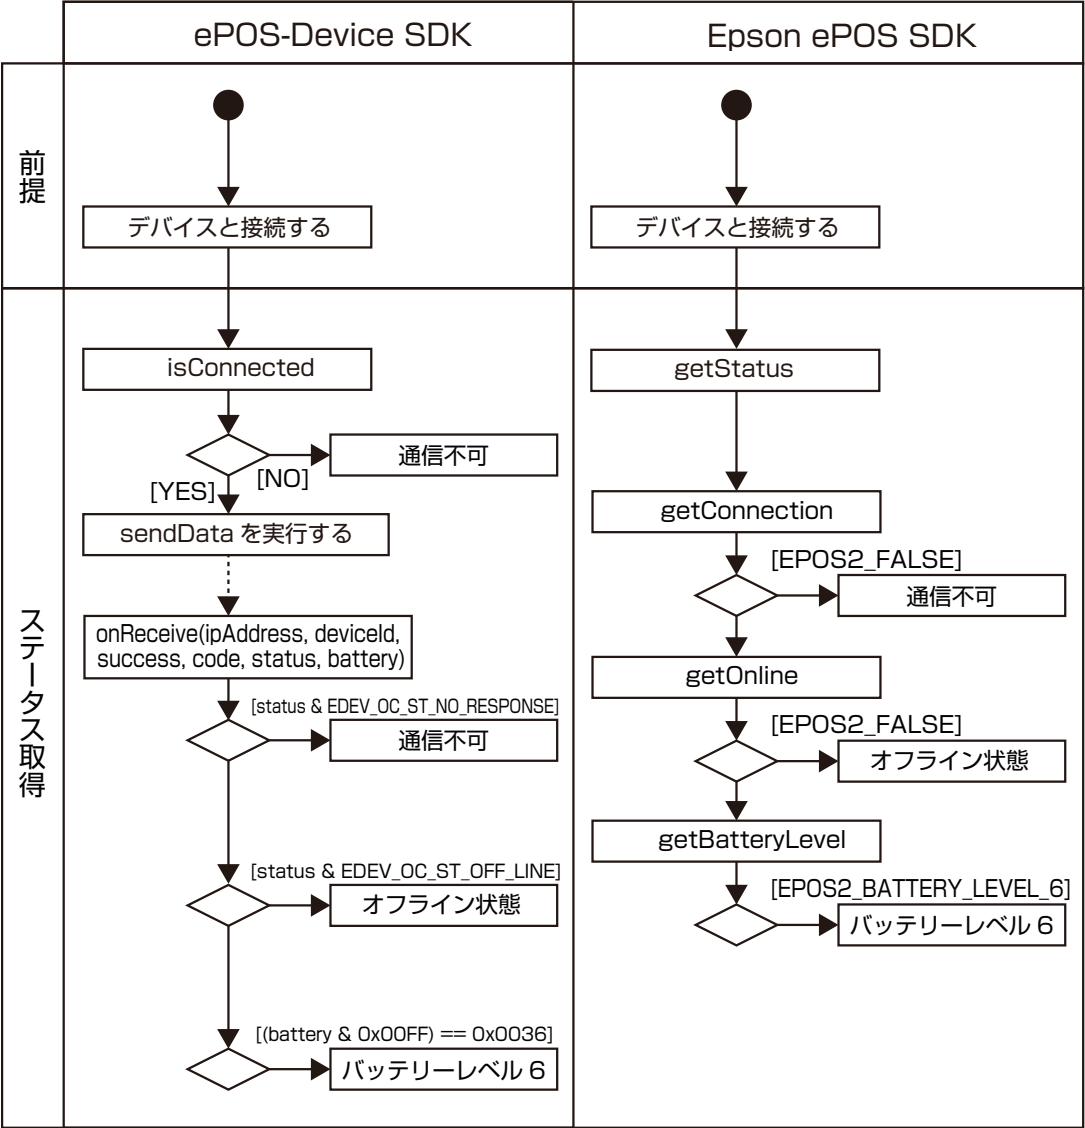 ePOS-Device SDK
Epson ePOS SDK
前提
デバイスと接続する
デバイスと接続する
ステータス取得
isConnected
通信不可
[NO]
[YES]
sendData を実行する
onReceive(ipAddress, deviceId,
success, code, status, battery)
[status & EDEV_OC_ST_NO_RESPONSE]
通信不可
[status & EDEV_OC_ST_OFF_LINE]
オフライン状態
[(battery & 0x00FF) == 0x0036]
バッテリーレベル 6
getStatus
getConnection
[EPOS2_FALSE]
通信不可
getOnline
[EPOS2_FALSE]
オフライン状態
getBatteryLevel
[EPOS2_BATTERY_LEVEL_6]
バッテリーレベル 6